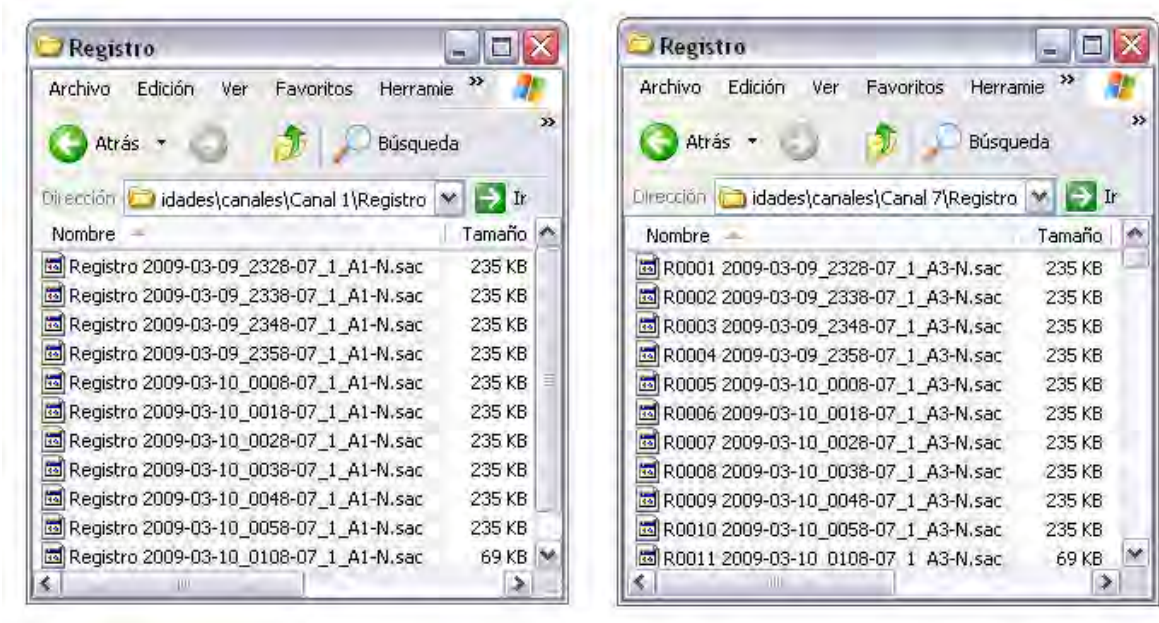 Registro
Archivo Edición Ver Favoritos Herramie »
Atrás Búsqueda »
Dirección idades\canales\Canal 1\Registro Ir
Nombre Tamaño
Registro 2009-03-09_2328-07_1_A1-N.sac 235 KB
Registro 2009-03-09_2338-07_1_A1-N.sac 235 KB
Registro 2009-03-09_2348-07_1_A1-N.sac 235 KB
Registro 2009-03-09_2358-07_1_A1-N.sac 235 KB
Registro 2009-03-10_0008-07_1_A1-N.sac 235 KB
Registro 2009-03-10_0018-07_1_A1-N.sac 235 KB
Registro 2009-03-10_0028-07_1_A1-N.sac 235 KB
Registro 2009-03-10_0038-07_1_A1-N.sac 235 KB
Registro 2009-03-10_0048-07_1_A1-N.sac 235 KB
Registro 2009-03-10_0058-07_1_A1-N.sac 235 KB
Registro 2009-03-10_0108-07_1_A1-N.sac 69 KB
Registro
Archivo Edición Ver Favoritos Herramie »
Atrás Búsqueda »
Dirección idades\canales\Canal 7\Registro Ir
Nombre Tamaño
R0001 2009-03-09_2328-07_1_A3-N.sac 235 KB
R0002 2009-03-09_2338-07_1_A3-N.sac 235 KB
R0003 2009-03-09_2348-07_1_A3-N.sac 235 KB
R0004 2009-03-09_2358-07_1_A3-N.sac 235 KB
R0005 2009-03-10_0008-07_1_A3-N.sac 235 KB
R0006 2009-03-10_0018-07_1_A3-N.sac 235 KB
R0007 2009-03-10_0028-07_1_A3-N.sac 235 KB
R0008 2009-03-10_0038-07_1_A3-N.sac 235 KB
R0009 2009-03-10_0048-07_1_A3-N.sac 235 KB
R0010 2009-03-10_0058-07_1_A3-N.sac 235 KB
R0011 2009-03-10_0108-07_1_A3-N.sac 69 KB